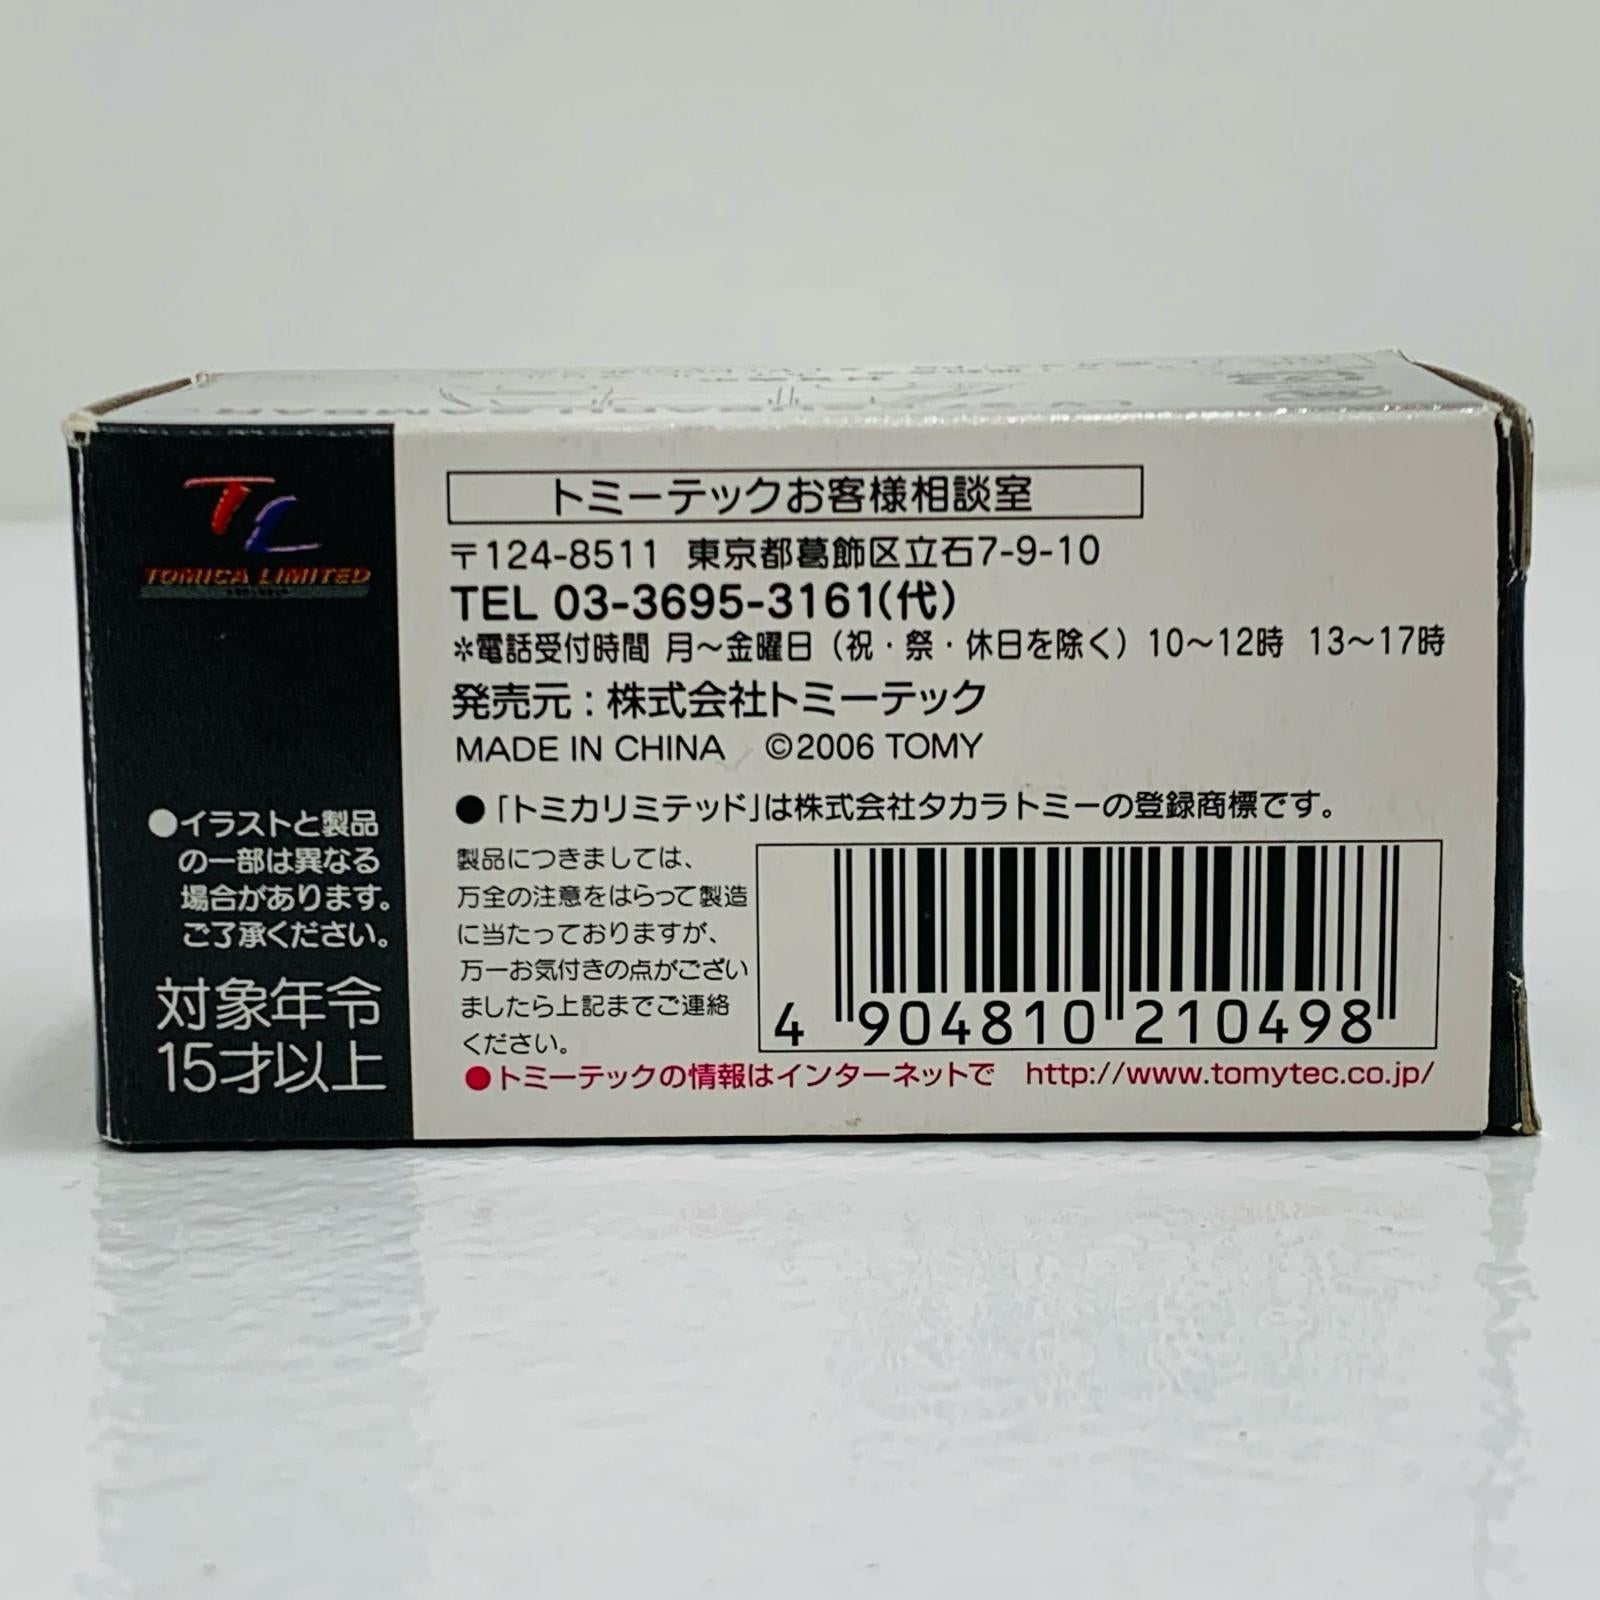 TL
TOMICA LIMITED
●イラストと製品
の一部は異なる
場合があります。
ご了承ください。
対象年令
15才以上
トミーテックお客様相談室
〒124-8511 東京都葛飾区立石7-9-10
TEL 03-3695-3161(代)
＊電話受付時間 月〜金曜日（祝・祭・休日を除く）10〜12時 13〜17時
発売元：株式会社トミーテック
MADE IN CHINA ©2006 TOMY
●「トミカリミテッド」は株式会社タカラトミーの登録商標です。
製品につきましては、
万全の注意をはらって製造
に当たっておりますが、
万一お気付きの点がござい
ましたら上記までご連絡
ください。
4 904810 210498
●トミーテックの情報はインターネットで http://www.tomytec.co.jp/